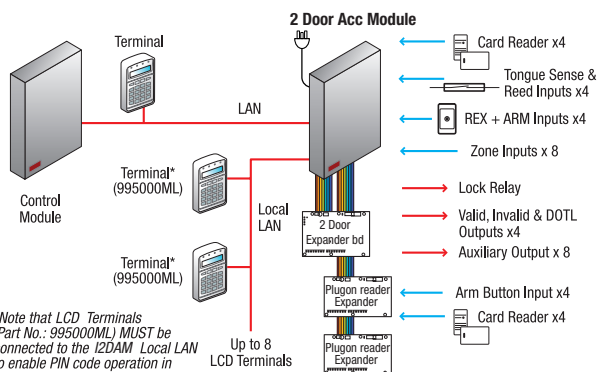 2 Door Acc Module
Terminal
LAN
Control
Module
Terminal*
(995000ML)
Local
LAN
Terminal*
(995000ML)
Up to 8
LCD Terminals
2 Door
Expander bd
Plugon reader
Expander
Plugon reader
Expander
Card Reader x4
Tongue Sense &
Reed Inputs x4
REX + ARM Inputs x4
Zone Inputs x 8
Lock Relay
Valid, Invalid & DOTL
Outputs x4
Auxiliary Output x 8
Arm Button Input x4
Card Reader x4
Note that LCD Terminals
Part No.: 995000ML) MUST be
onnected to the I2DAM Local LAN
o enable PIN code operation in